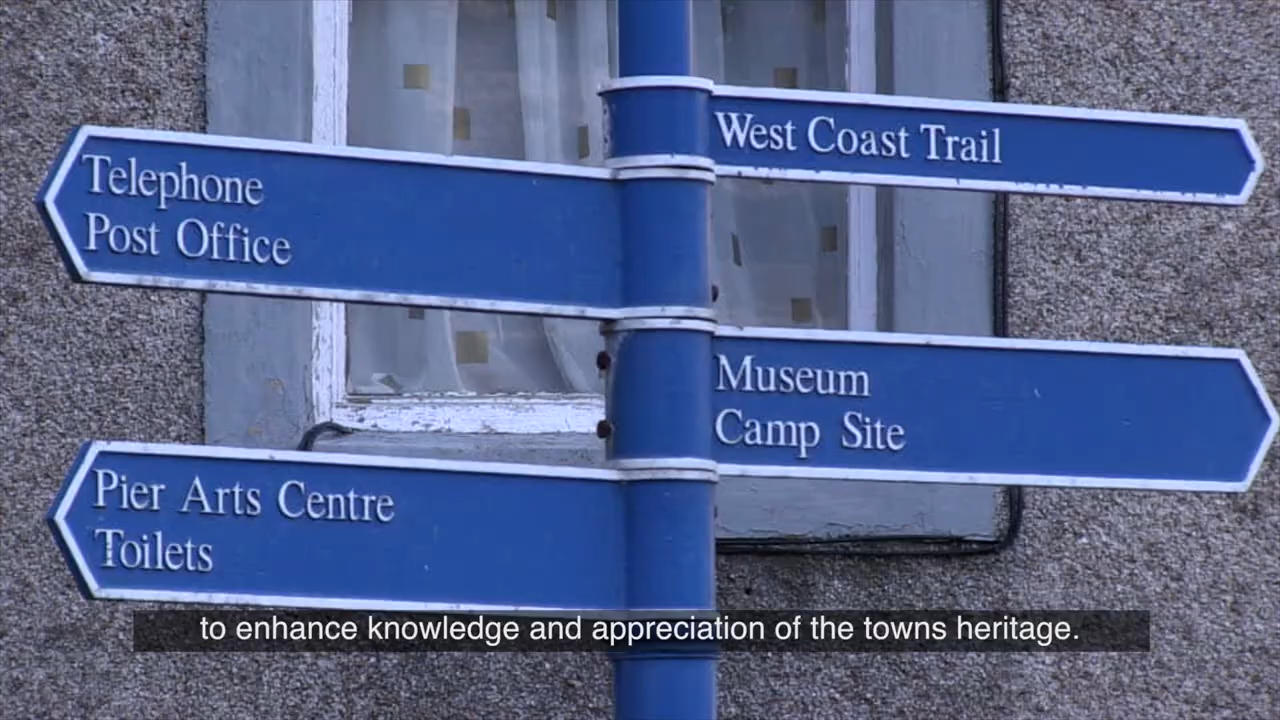 West Coast Trail
Telephone
Post Office
Museum
Camp Site
Pier Arts Centre
Toilets
to enhance knowledge and appreciation of the towns heritage.